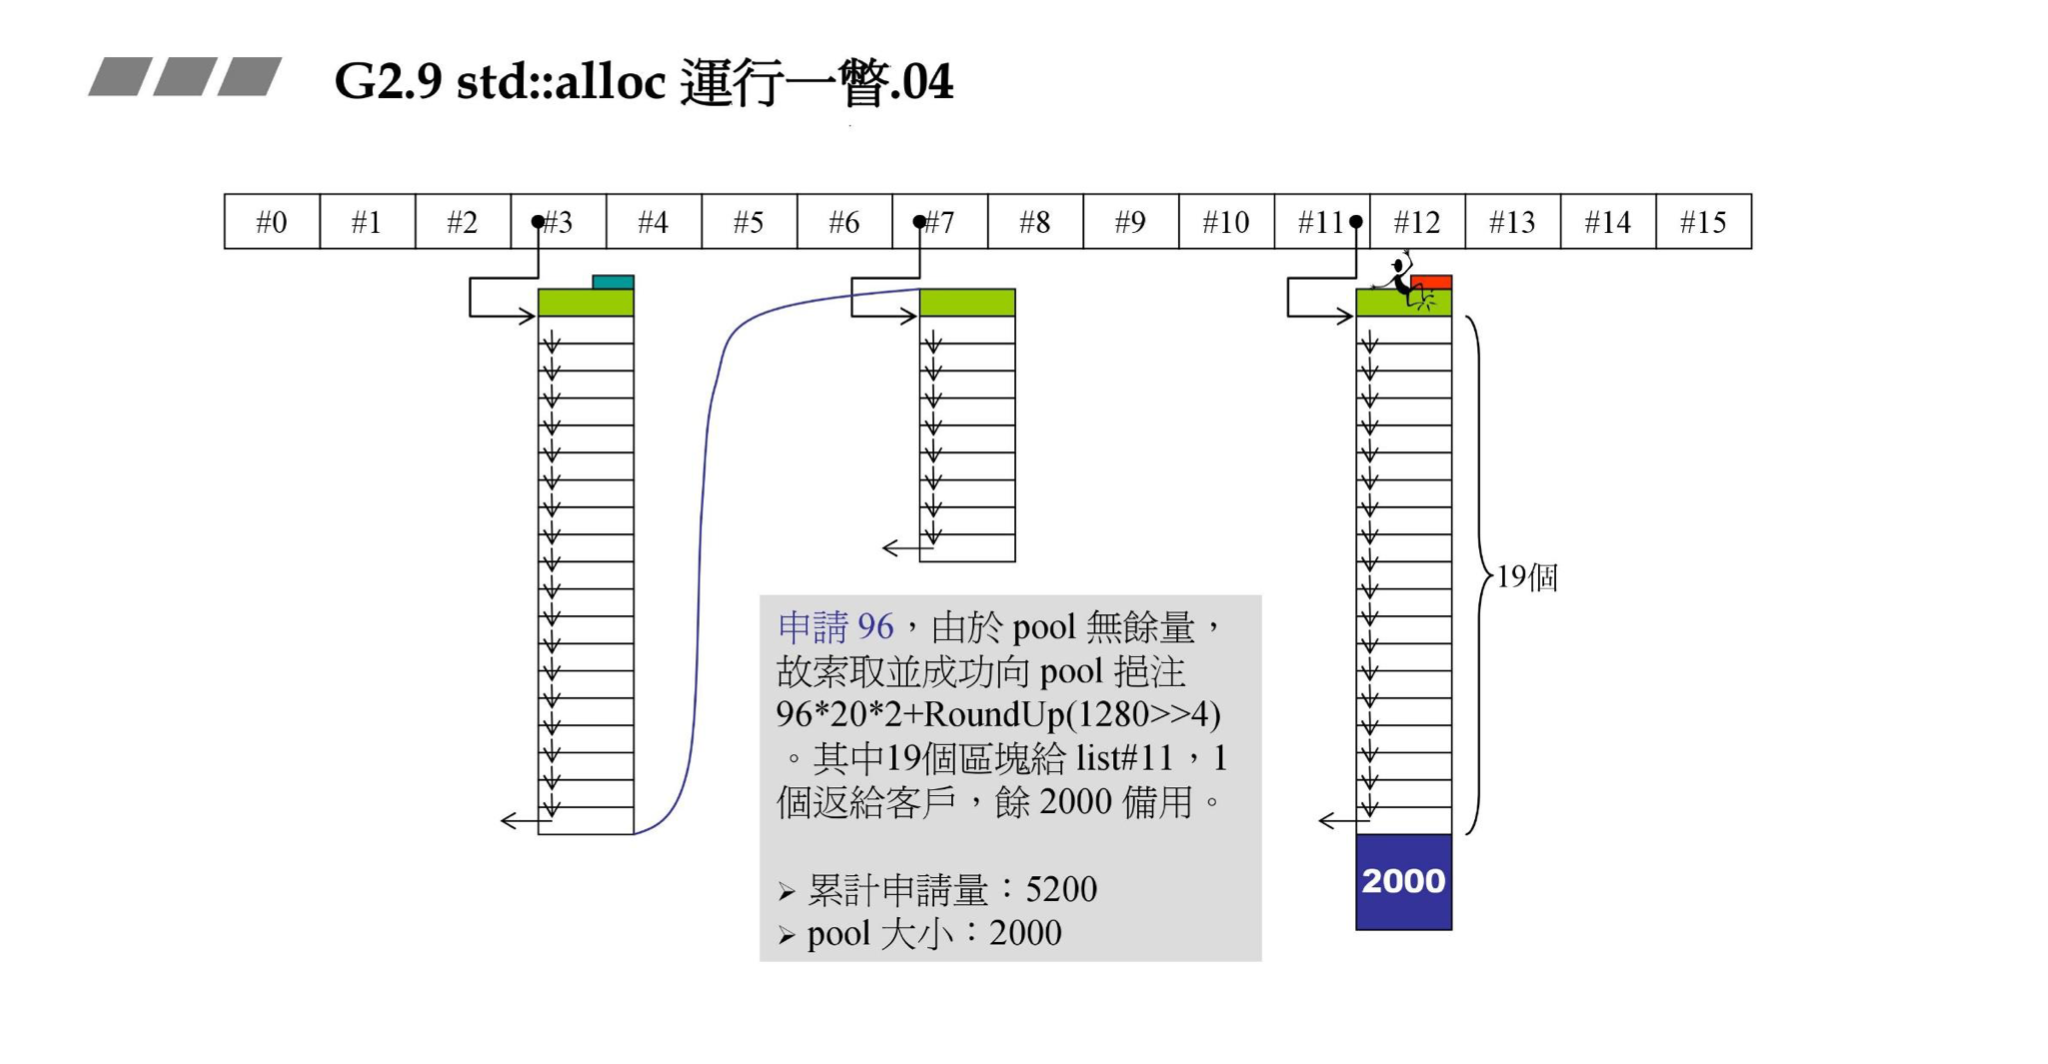 G2.9 std::alloc 運行一瞥.04
#0 #1 #2 #3 #4 #5 #6 #7 #8 #9 #10 #11 #12 #13 #14 #15
19個
申請 96，由於 pool 無餘量，
故索取並成功向 pool 挹注
96*20*2+RoundUp(1280>>4)
。其中19個區塊給 list#11，1
個返給客戶，餘 2000 備用。
➢ 累計申請量：5200
➢ pool 大小：2000
2000